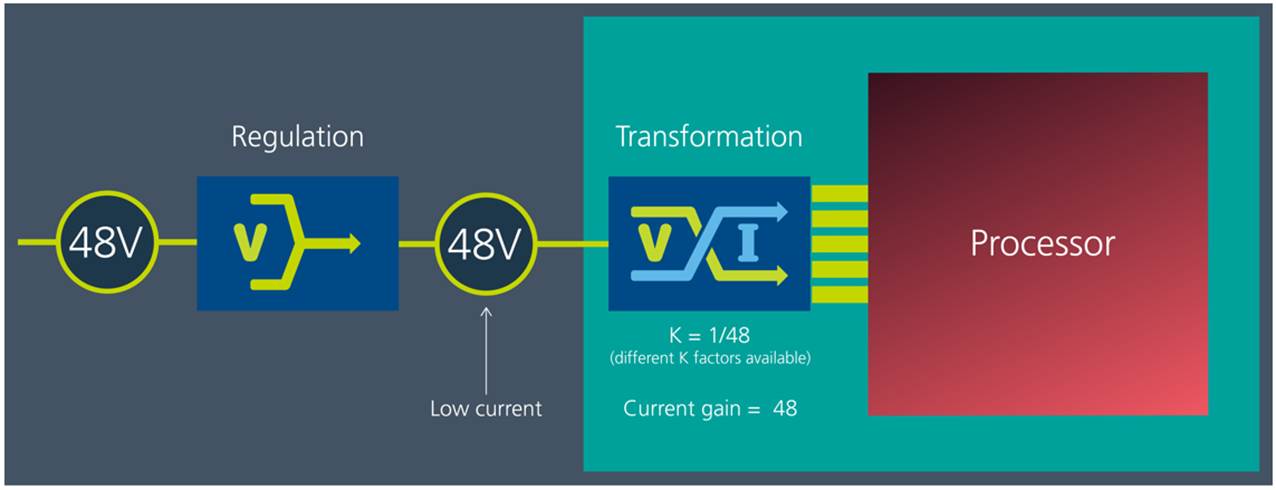 Regulation
Transformation
48V
V
48V
V I
Processor
K = 1/48
(different K factors available)
Low current
Current gain = 48